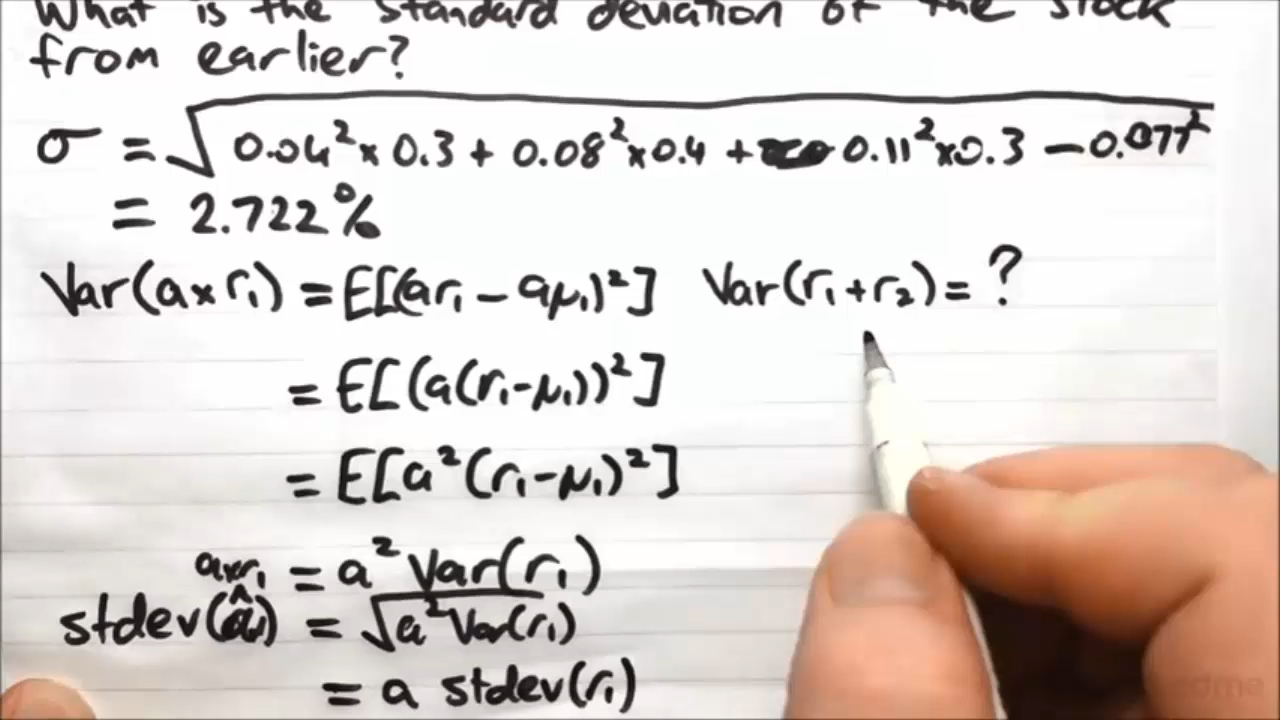 What is the standard deviation of the stock
from earlier?
σ = √0.04²×0.3 + 0.08²×0.4 + 0.11²×0.3 − 0.077²
= 2.722%
Var(a×r₁) = E[(ar₁ − aμ₁)²] Var(r₁+r₂) = ?
= E[(a(r₁−μ₁))²]
= E[a²(r₁−μ₁)²]
= a² Var(r₁)
a×r₁
stdev(^) = √a² Var(r₁)
= a stdev(r₁)